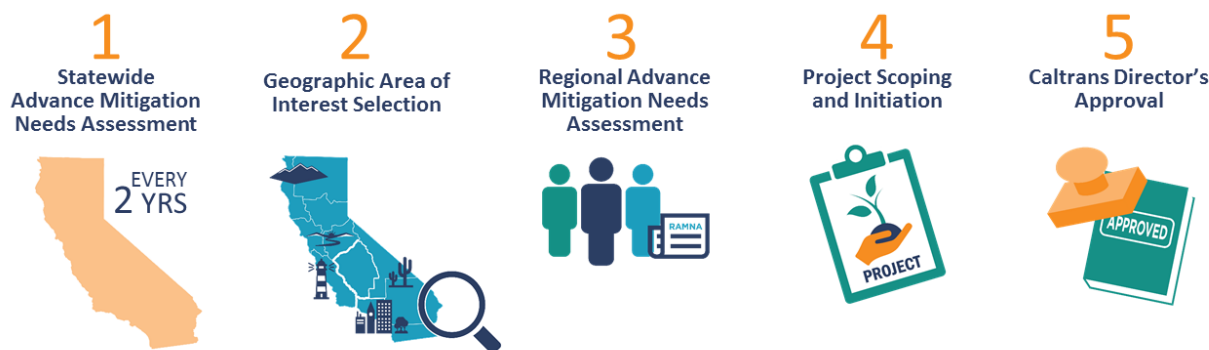 1
Statewide
Advance Mitigation
Needs Assessment
EVERY
2 YRS
2
Geographic Area of
Interest Selection
3
Regional Advance
Mitigation Needs
Assessment
RAMNA
4
Project Scoping
and Initiation
PROJECT
5
Caltrans Director’s
Approval
APPROVED